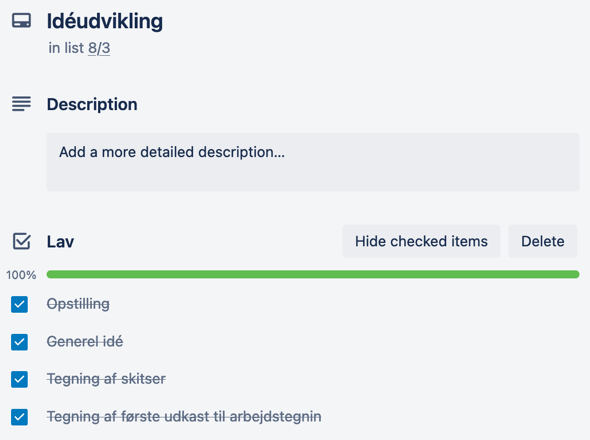 Idéudvikling
in list 8/3
Description
Add a more detailed description...
Lav
Hide checked items
Delete
100%
Opstilling
Generel idé
Tegning af skitser
Tegning af første udkast til arbejdstegnin